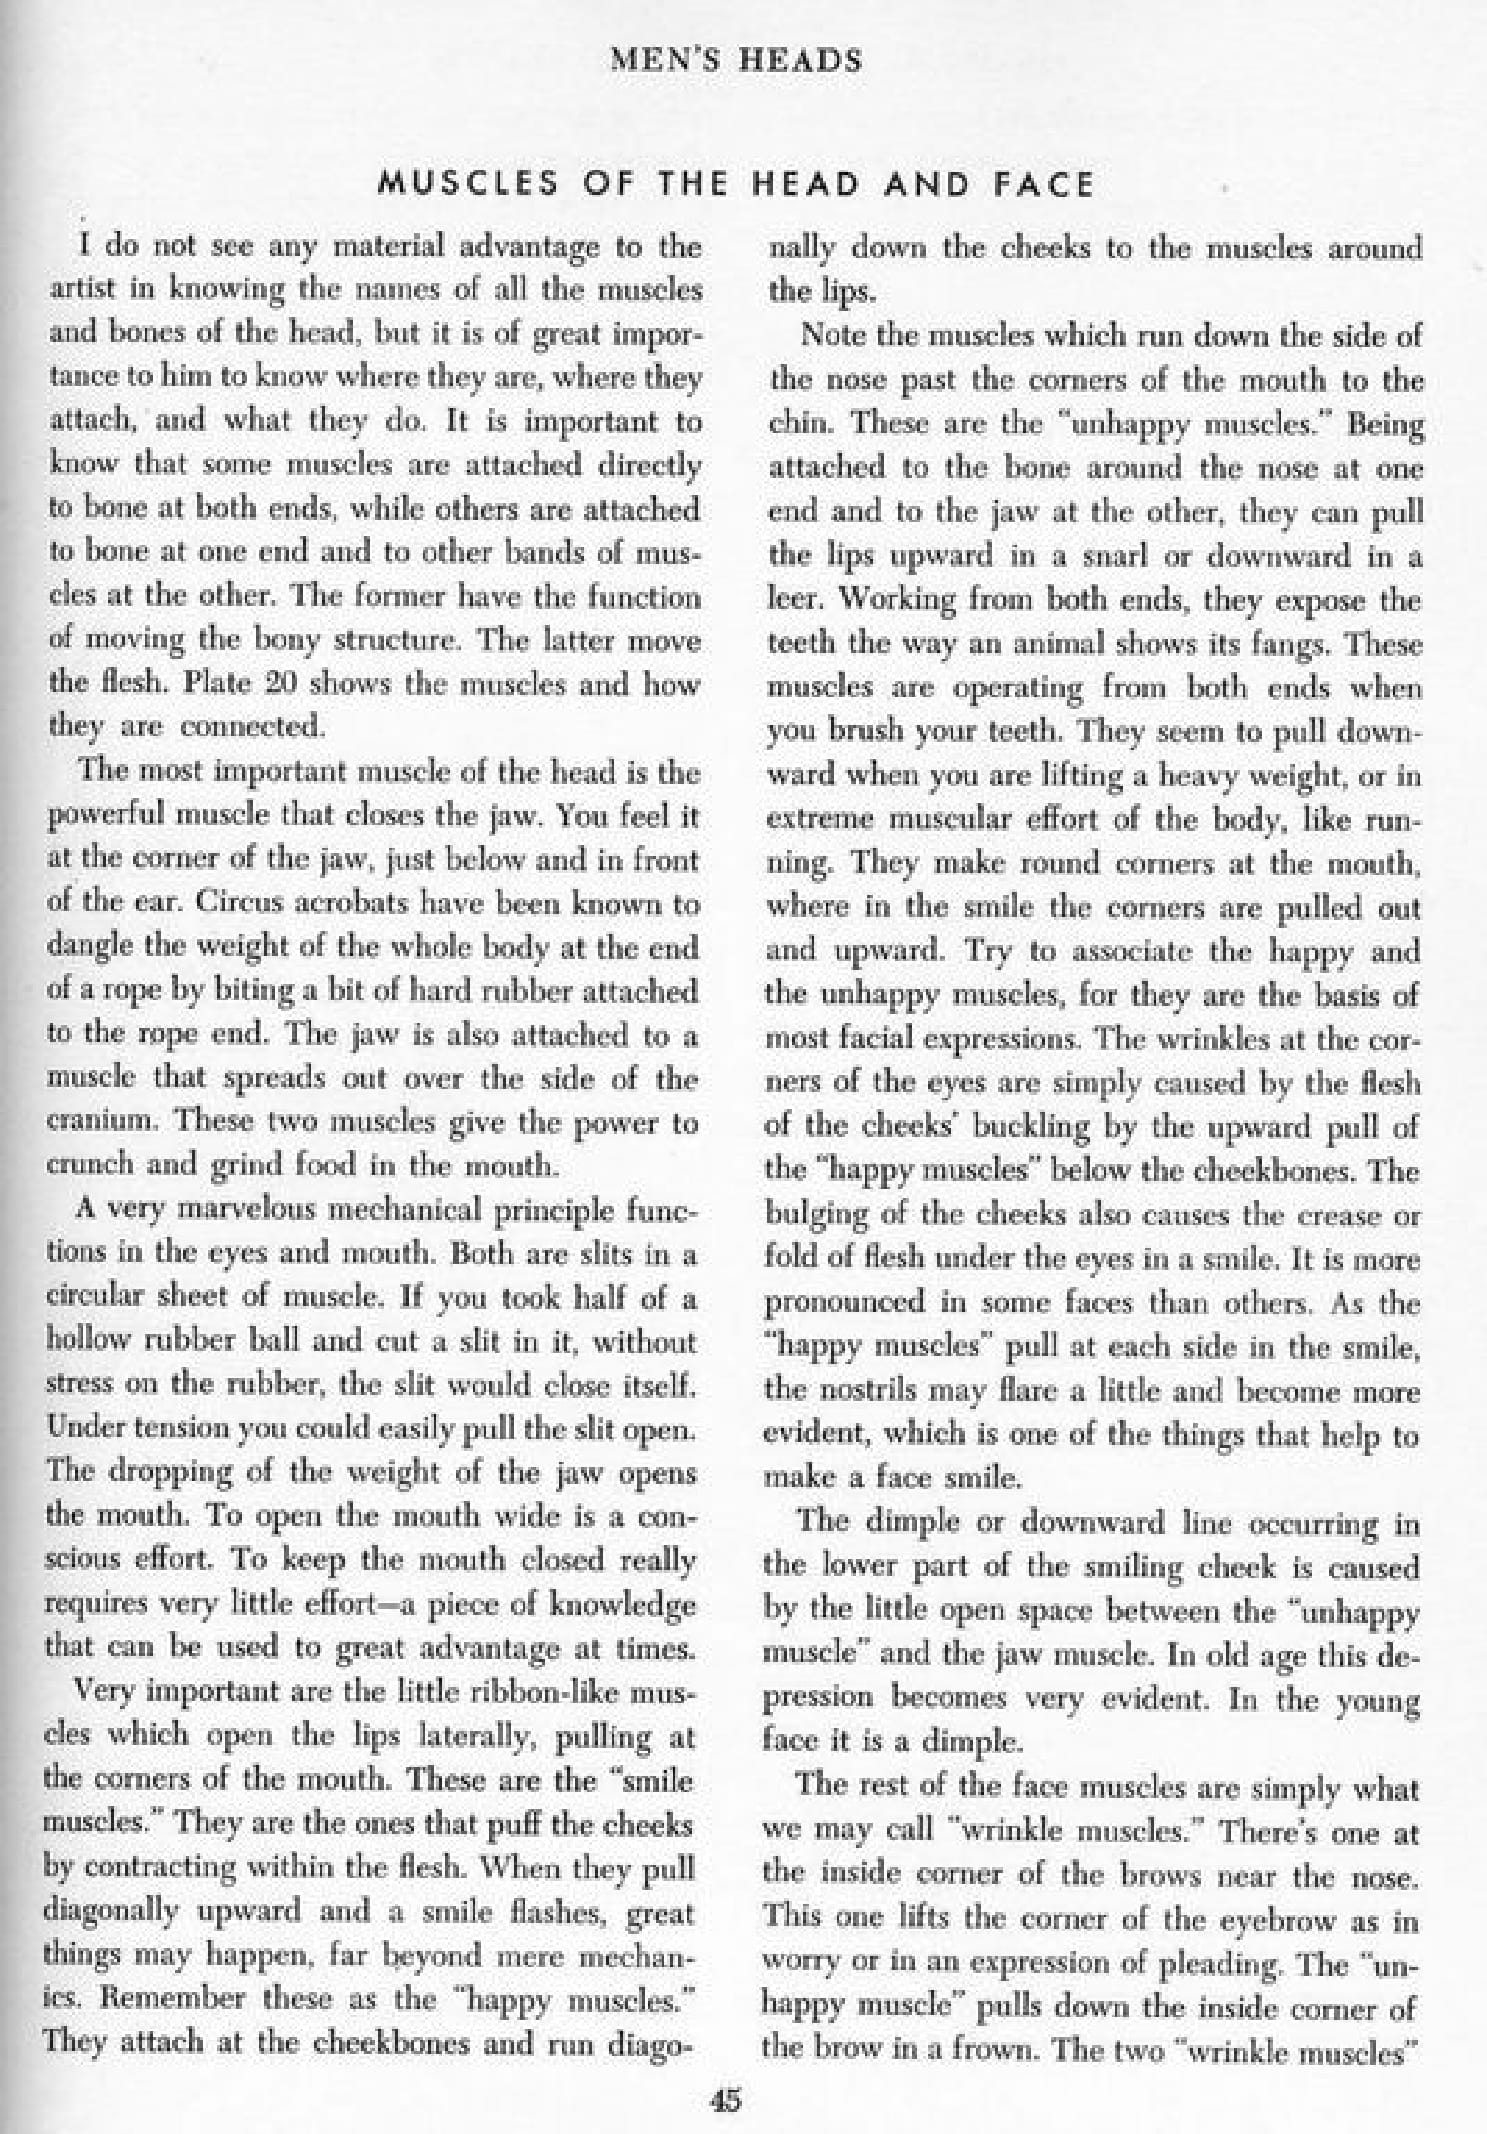 MEN'S HEADS
MUSCLES OF THE HEAD AND FACE
I do not see any material advantage to the
artist in knowing the names of all the muscles
and bones of the head, but it is of great impor-
tance to him to know where they are, where they
attach, and what they do. It is important to
know that some muscles are attached directly
to bone at both ends, while others are attached
to bone at one end and to other bands of mus-
cles at the other. The former have the function
of moving the bony structure. The latter move
the flesh. Plate 20 shows the muscles and how
they are connected.
The most important muscle of the head is the
powerful muscle that closes the jaw. You feel it
at the corner of the jaw, just below and in front
of the ear. Circus acrobats have been known to
dangle the weight of the whole body at the end
of a rope by biting a bit of hard rubber attached
to the rope end. The jaw is also attached to a
muscle that spreads out over the side of the
cranium. These two muscles give the power to
crunch and grind food in the mouth.
A very marvelous mechanical principle func-
tions in the eyes and mouth. Both are slits in a
circular sheet of muscle. If you took half of a
hollow rubber ball and cut a slit in it, without
stress on the rubber, the slit would close itself.
Under tension you could easily pull the slit open.
The dropping of the weight of the jaw opens
the mouth. To open the mouth wide is a con-
scious effort. To keep the mouth closed really
requires very little effort—a piece of knowledge
that can be used to great advantage at times.
Very important are the little ribbon-like mus-
cles which open the lips laterally, pulling at
the corners of the mouth. These are the "smile
muscles." They are the ones that puff the cheeks
by contracting within the flesh. When they pull
diagonally upward and a smile flashes, great
things may happen, far beyond mere mechan-
ics. Remember these as the "happy muscles."
They attach at the cheekbones and run diago-
nally down the cheeks to the muscles around
the lips.
Note the muscles which run down the side of
the nose past the corners of the mouth to the
chin. These are the "unhappy muscles." Being
attached to the bone around the nose at one
end and to the jaw at the other, they can pull
the lips upward in a snarl or downward in a
leer. Working from both ends, they expose the
teeth the way an animal shows its fangs. These
muscles are operating from both ends when
you brush your teeth. They seem to pull down-
ward when you are lifting a heavy weight, or in
extreme muscular effort of the body, like run-
ning. They make round corners at the mouth,
where in the smile the corners are pulled out
and upward. Try to associate the happy and
the unhappy muscles, for they are the basis of
most facial expressions. The wrinkles at the cor-
ners of the eyes are simply caused by the flesh
of the cheeks' buckling by the upward pull of
the "happy muscles" below the cheekbones. The
bulging of the cheeks also causes the crease or
fold of flesh under the eyes in a smile. It is more
pronounced in some faces than others. As the
"happy muscles" pull at each side in the smile,
the nostrils may flare a little and become more
evident, which is one of the things that help to
make a face smile.
The dimple or downward line occurring in
the lower part of the smiling cheek is caused
by the little open space between the "unhappy
muscle" and the jaw muscle. In old age this de-
pression becomes very evident. In the young
face it is a dimple.
The rest of the face muscles are simply what
we may call "wrinkle muscles." There's one at
the inside corner of the brows near the nose.
This one lifts the corner of the eyebrow as in
worry or in an expression of pleading. The "un-
happy muscle" pulls down the inside corner of
the brow in a frown. The two "wrinkle muscles"
45